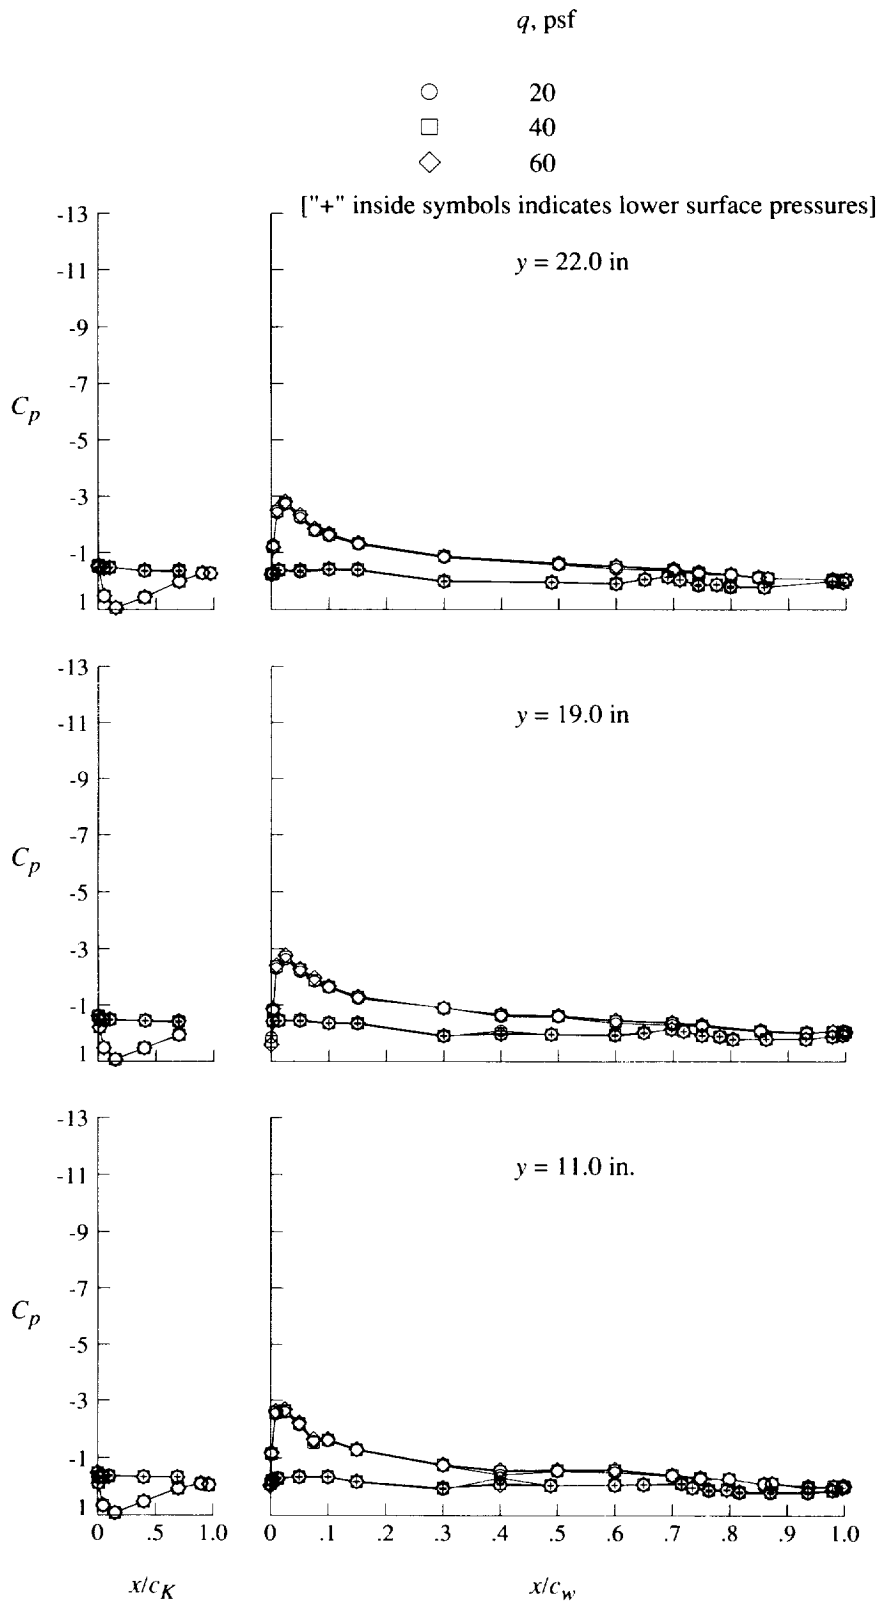 q, psf
20
40
60
["+" inside symbols indicates lower surface pressures]
-13
-11
-9
-7
-5
-3
-1
1
C_p
y = 22.0 in
-13
-11
-9
-7
-5
-3
-1
1
C_p
y = 19.0 in
-13
-11
-9
-7
-5
-3
-1
1
C_p
y = 11.0 in.
0 .5 1.0 0 .1 .2 .3 .4 .5 .6 .7 .8 .9 1.0
x/c_K x/c_w